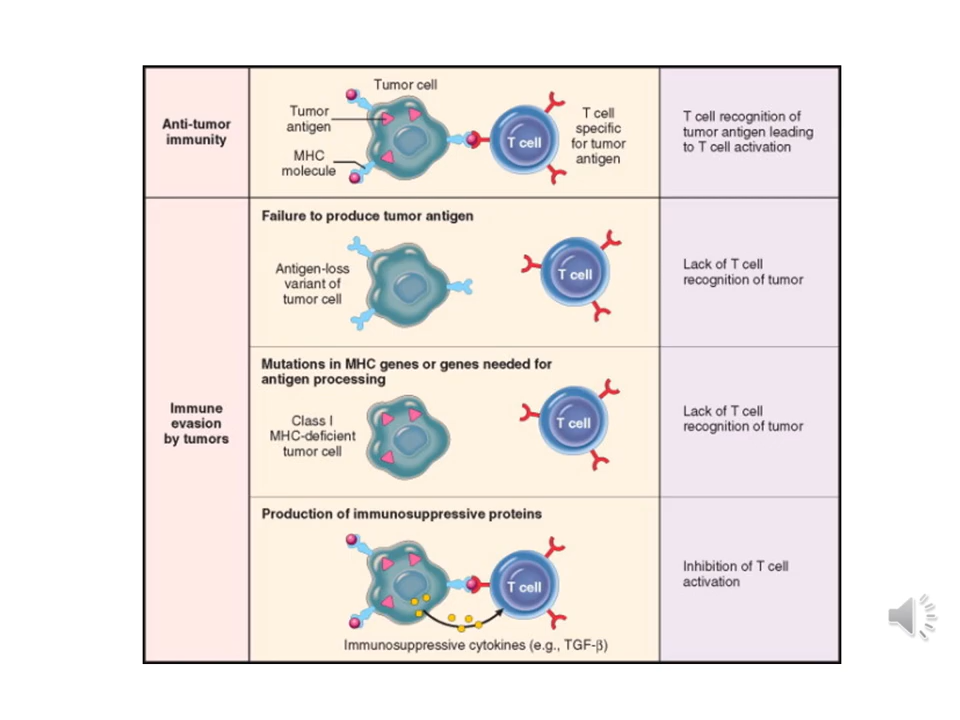 Anti-tumor
immunity
Tumor cell
Tumor
antigen
MHC
molecule
T cell
T cell
specific
for tumor
antigen
T cell recognition of
tumor antigen leading
to T cell activation
Immune
evasion
by tumors
Failure to produce tumor antigen
Antigen-loss
variant of
tumor cell
T cell
Lack of T cell
recognition of tumor
Mutations in MHC genes or genes needed for
antigen processing
Class I
MHC-deficient
tumor cell
T cell
Lack of T cell
recognition of tumor
Production of immunosuppressive proteins
T cell
Immunosuppressive cytokines (e.g., TGF-β)
Inhibition of T cell
activation